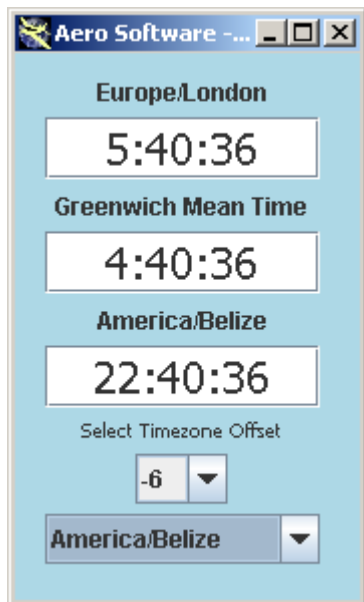 Aero Software -...
Europe/London
5:40:36
Greenwich Mean Time
4:40:36
America/Belize
22:40:36
Select Timezone Offset
-6
America/Belize